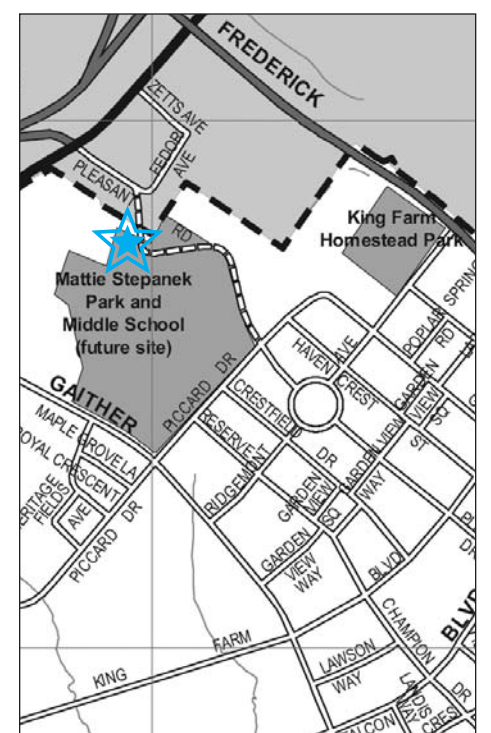 FREDERICK
ZETTS AVE
FEDOR
AVE
PLEASANT
RD
King Farm
Homestead Park
Mattie Stepanek
Park and
Middle School
(future site)
SPRING
POPLAR
RD
GARDEN
VIEW
SQ
ST
AVE
HAVEN
CREST
PICCARD DR
CRESTFIELD
DR
RESERVE
RIDGEMONT
GARDEN
VIEW
SQ
GARDEN VIEW
WAY
GAITHER
MAPLE GROVE LA
ROYAL CRESCENT
FIELDS
AVE
PICCARD DR
GARDEN
VIEW
WAY
BLVD
DR
BLVD
CHAMPION
DR
KING
FARM
LAWSON
WAY
LANDIS
WAY
CRES